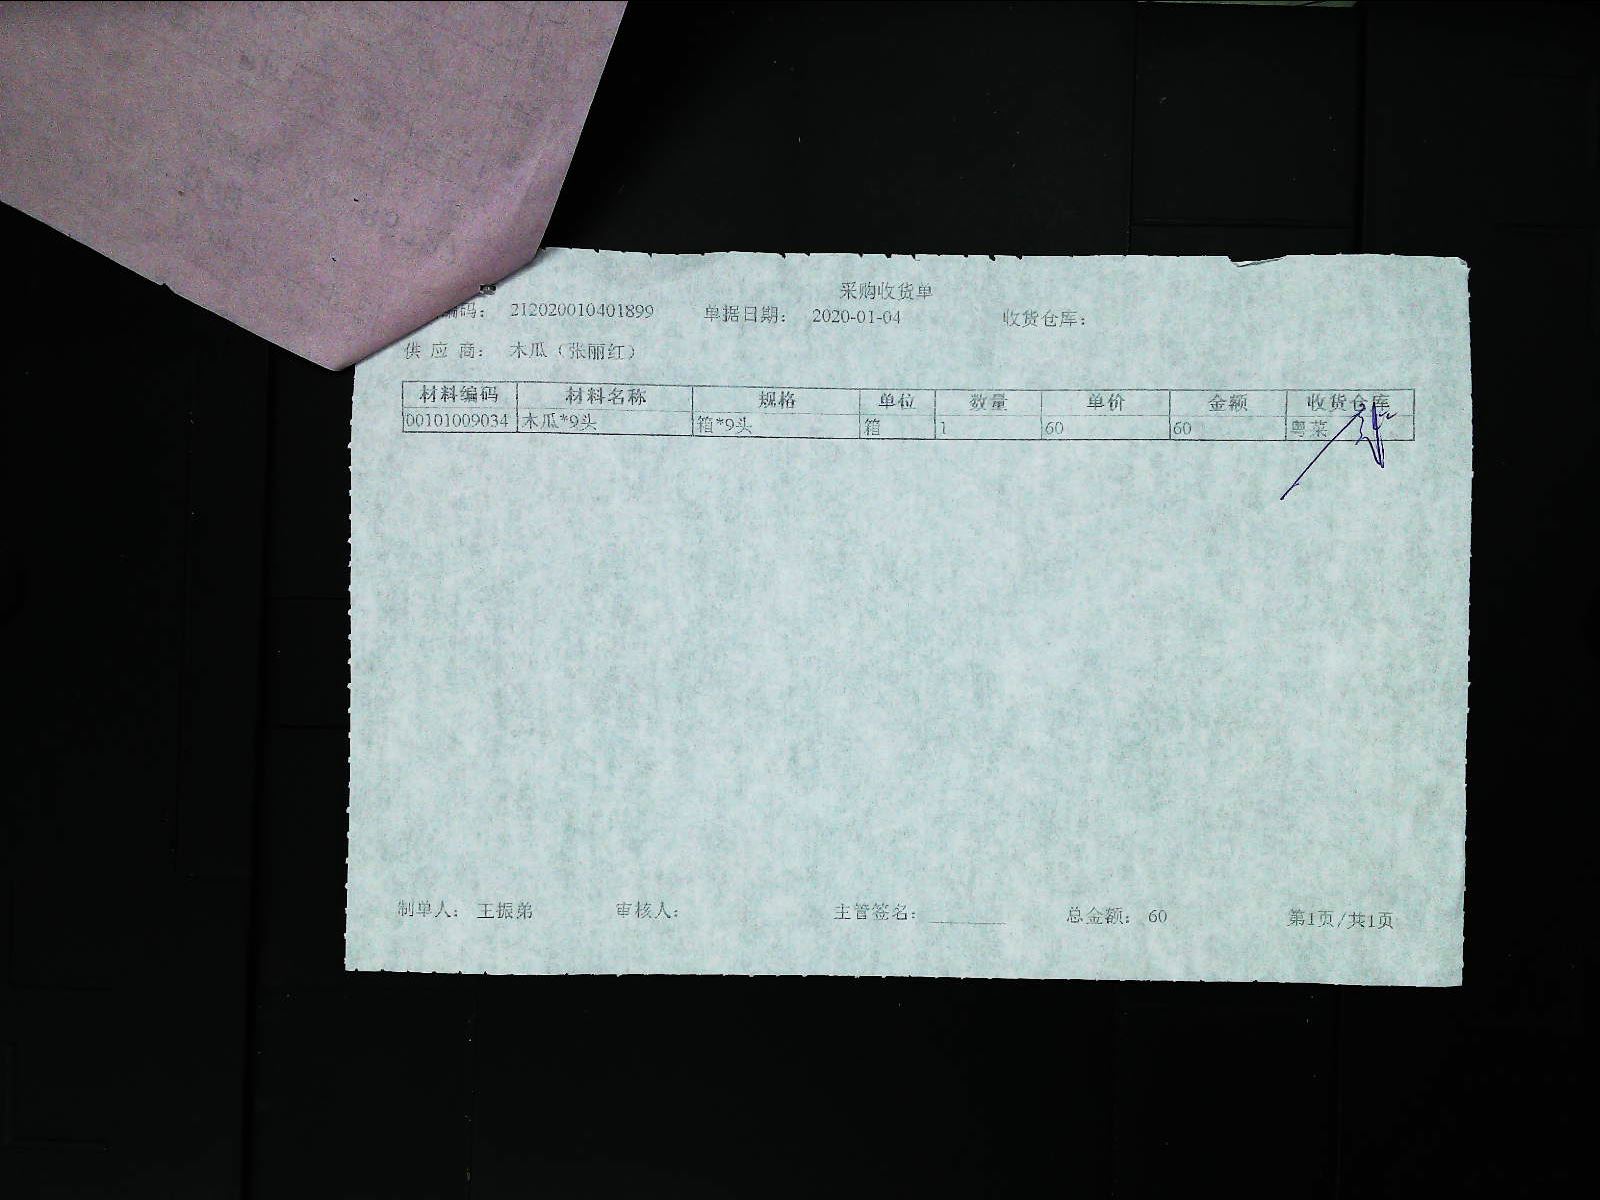 采购收货单
编码： 212020010401899 单据日期： 2020-01-04 收货仓库：
供 应 商： 木瓜（张丽红）
材料编码 材料名称 规格 单位 数量 单价 金额 收货仓库
00101009034 木瓜*9头 箱*9头 箱 1 60 60 粤菜
制单人： 王振弟 审核人： 主管签名： 总金额： 60 第1页/共1页